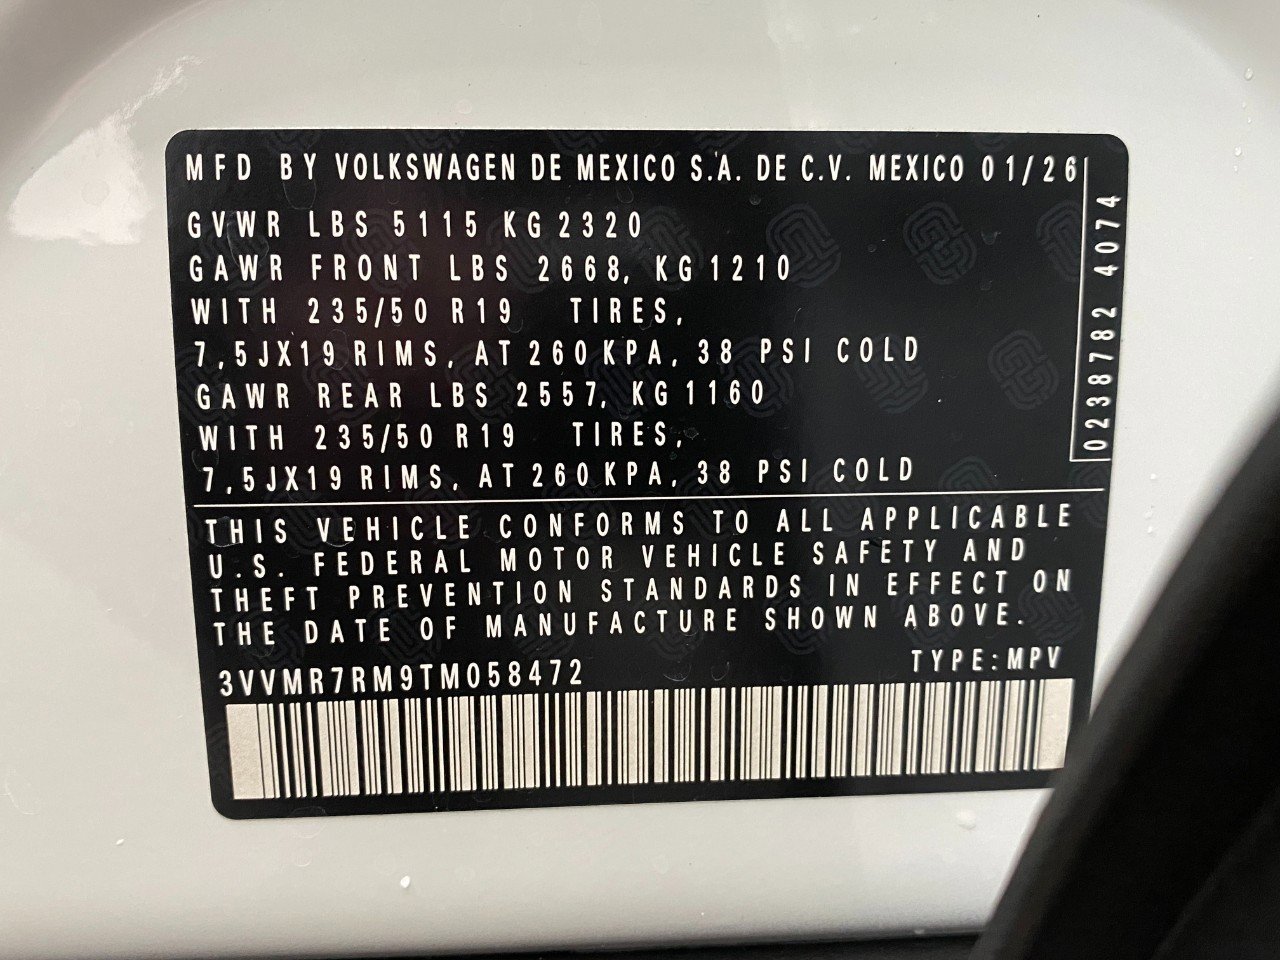 MFD BY VOLKSWAGEN DE MEXICO S.A. DE C.V. MEXICO 01/26
GVWR LBS 5115 KG 2320
GAWR FRONT LBS 2668, KG 1210
WITH 235/50 R19 TIRES,
7,5JX19 RIMS, AT 260 KPA, 38 PSI COLD
GAWR REAR LBS 2557, KG 1160
WITH 235/50 R19 TIRES,
7,5JX19 RIMS, AT 260 KPA, 38 PSI COLD
0238782 4074
THIS VEHICLE CONFORMS TO ALL APPLICABLE
U.S. FEDERAL MOTOR VEHICLE SAFETY AND
THEFT PREVENTION STANDARDS IN EFFECT ON
THE DATE OF MANUFACTURE SHOWN ABOVE.
3VVMR7RM9TM058472 TYPE:MPV